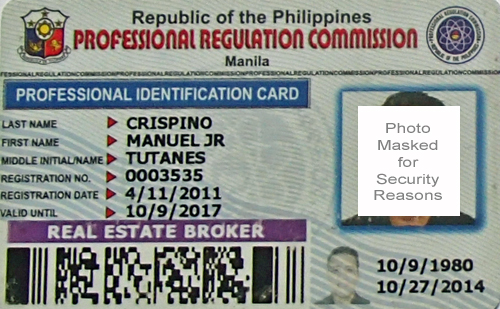 Republic of the Philippines
PROFESSIONAL REGULATION COMMISSION
Manila
PROFESSIONAL IDENTIFICATION CARD
LAST NAME CRISPINO
FIRST NAME MANUEL JR
MIDDLE INITIAL/NAME TUTANES
REGISTRATION NO. 0003535
REGISTRATION DATE 4/11/2011
VALID UNTIL 10/9/2017
REAL ESTATE BROKER
Photo
Masked
for
Security
Reasons
10/9/1980
10/27/2014